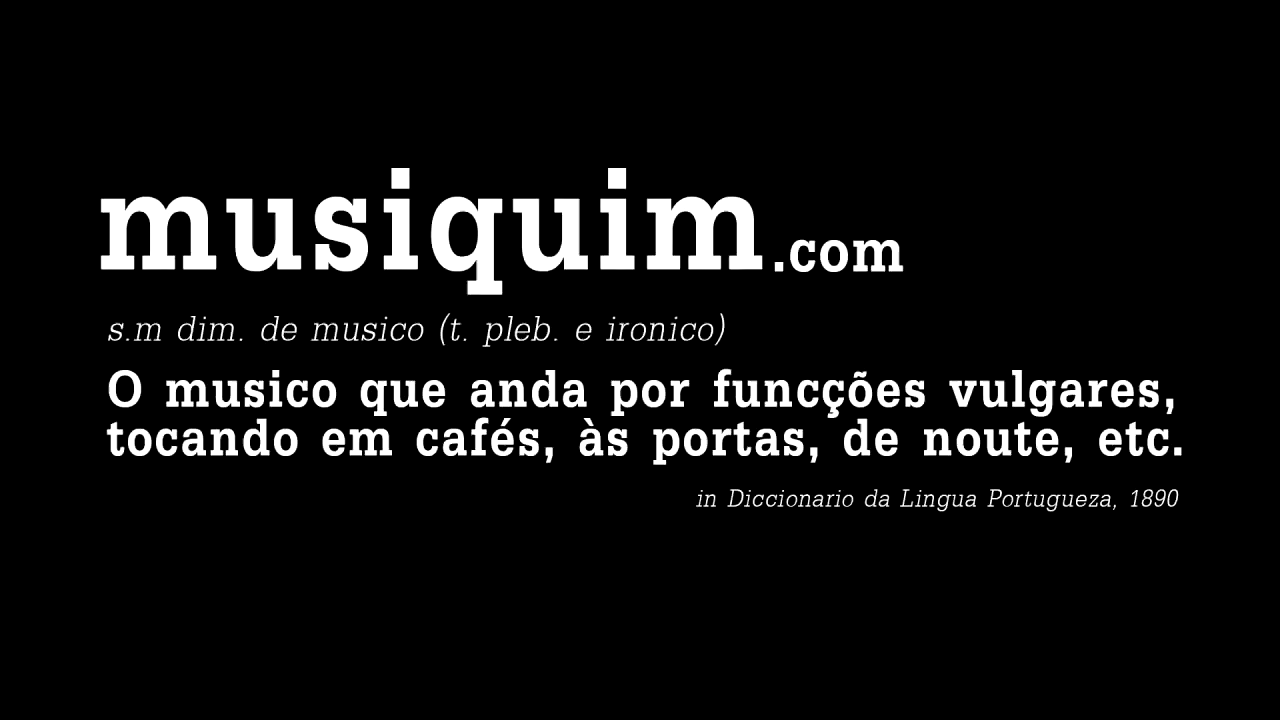 musiquim.com
s.m dim. de musico (t. pleb. e ironico)
O musico que anda por funcções vulgares,
tocando em cafés, às portas, de noute, etc.
in Diccionario da Lingua Portugueza, 1890